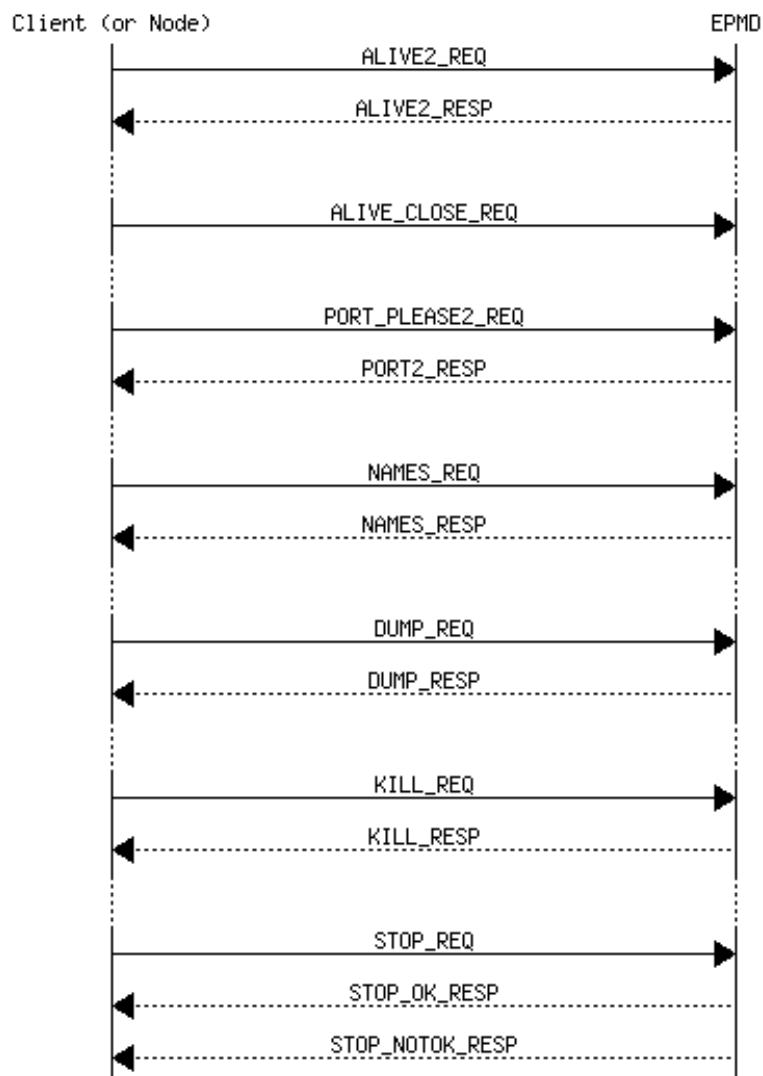 Client (or Node) EPMD
ALIVE2_REQ
ALIVE2_RESP
ALIVE_CLOSE_REQ
PORT_PLEASE2_REQ
PORT2_RESP
NAMES_REQ
NAMES_RESP
DUMP_REQ
DUMP_RESP
KILL_REQ
KILL_RESP
STOP_REQ
STOP_OK_RESP
STOP_NOTOK_RESP